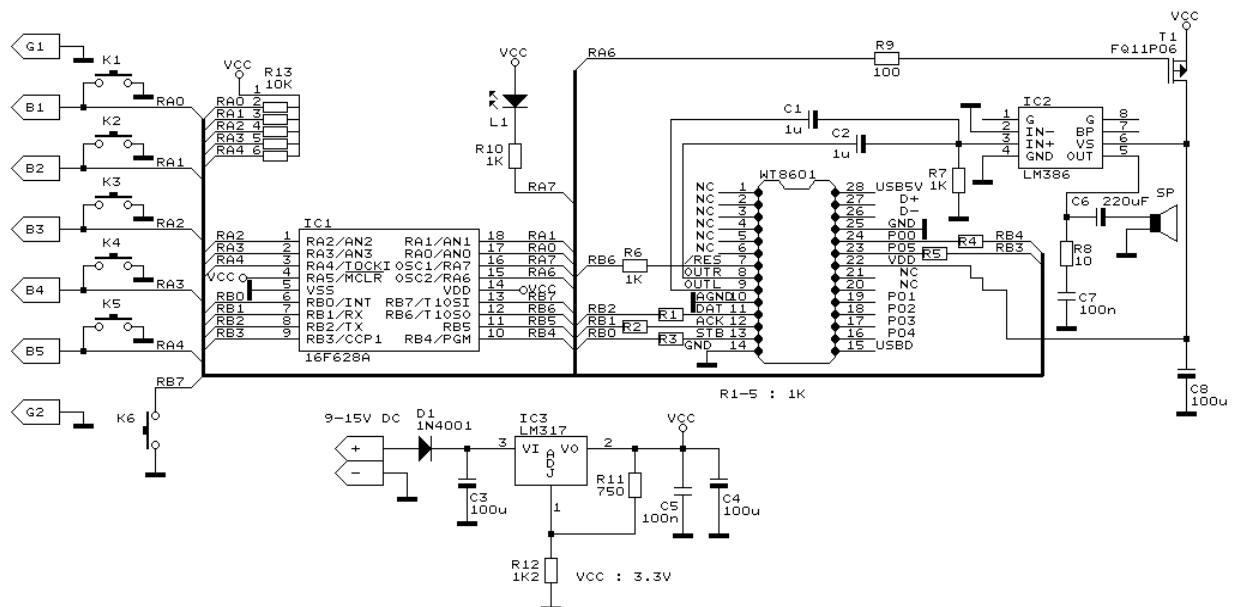 G1
K1
B1
RA0
K2
B2
RA1
K3
B3
RA2
K4
B4
RA3
K5
B5
RA4
RB7
G2
K6
VCC
R13
10K
1
RA0 2
RA1 3
RA2 4
RA3 5
RA4 6
VCC
L1
R10
1K
RA7
RA6
R9
100
VCC
T1
FQ11P06
IC1
RA2 1 RA2/AN2 RA1/AN1 18 RA1
RA3 2 RA3/AN3 RA0/AN0 17 RA0
RA4 3 RA4/TOCKI OSC1/RA7 16 RA7
VCC 4 RA5/MCLR OSC2/RA6 15 RA6
5 VSS VDD 14 VCC
RB0 6 RB0/INT RB7/T1OSI 13 RB7
RB1 7 RB1/RX RB6/T1OSO 12 RB6
RB2 8 RB2/TX RB5 11 RB5
RB3 9 RB3/CCP1 RB4/PGM 10 RB4
16F628A
C1
1u
C2
1u
R7
1K
IC2
1 G G 8
2 IN- BP 7
3 IN+ VS 6
4 GND OUT 5
LM386
C6 220uF SP
R8
10
C7
100n
C8
100u
WT8601
NC 1 28 USB5V
NC 2 27 D+
NC 3 26 D-
NC 4 25 GND
NC 5 24 P00 R4 RB4
NC 6 23 P05 R5 RB3
RB6 R6 1K /RES 7 22 VDD
OUTR 8 21 NC
OUTL 9 20 NC
AGND 10 19 P01
RB2 R1 DAT 11 18 P02
RB1 R2 ACK 12 17 P03
RB0 R3 STB 13 16 P04
GND 14 15 USBD
R1-5 : 1K
9-15V DC
+
-
D1
1N4001
C3
100u
IC3
LM317
3 VI ADJ VO 2
1
R11
750
VCC
C5
100n
C4
100u
R12
1K2
VCC : 3.3V